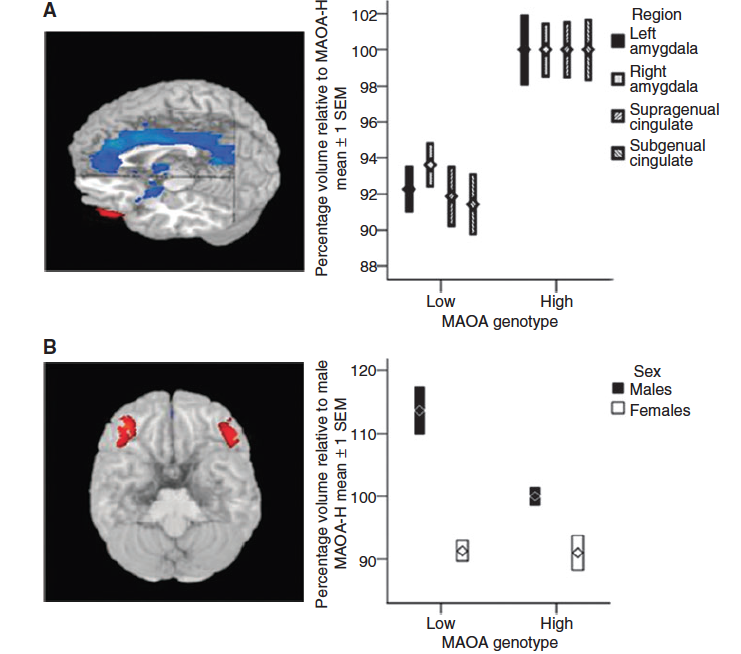 A
Percentage volume relative to MAOA-H
mean ± 1 SEM
102
100
98
96
94
92
90
88
Low
High
MAOA genotype
Region
Left
amygdala
Right
amygdala
Supragenual
cingulate
Subgenual
cingulate
B
Percentage volume relative to male
MAOA-H mean ± 1 SEM
120
110
100
90
Low
High
MAOA genotype
Sex
Males
Females